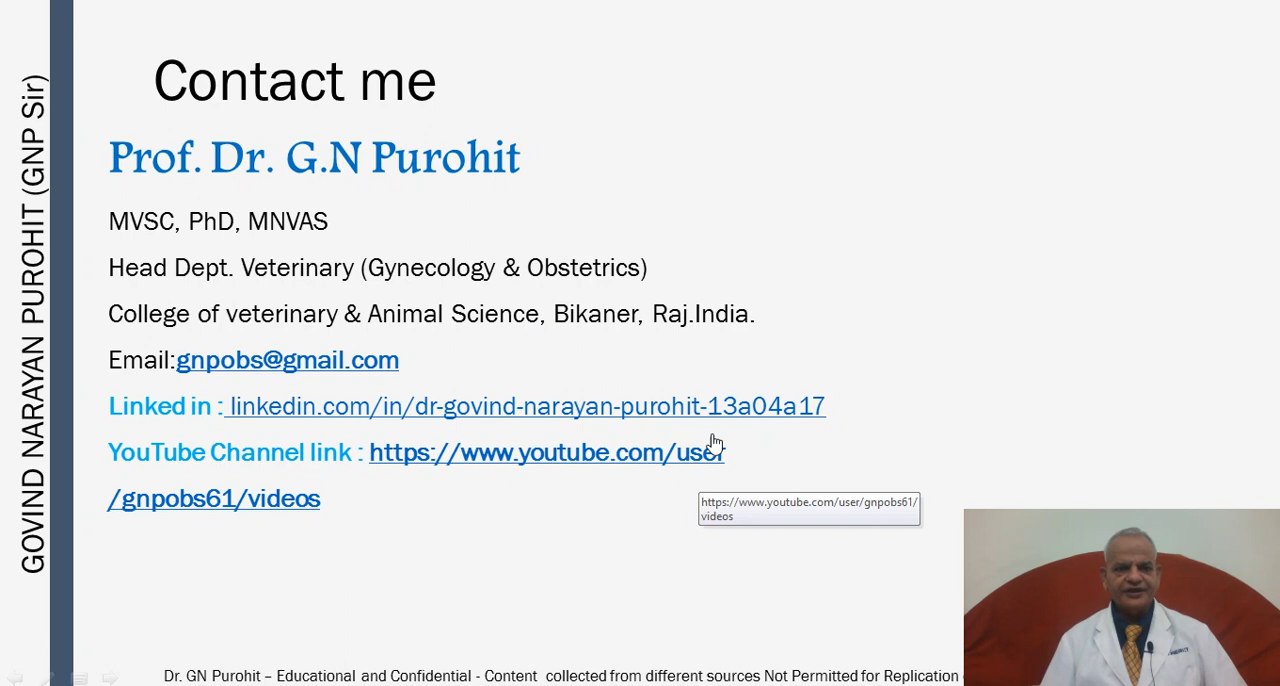 Contact me
GOVIND NARAYAN PUROHIT (GNP Sir)
Prof. Dr. G.N Purohit
MVSC, PhD, MNVAS
Head Dept. Veterinary (Gynecology & Obstetrics)
College of veterinary & Animal Science, Bikaner, Raj.India.
Email:gnpobs@gmail.com
Linked in : linkedin.com/in/dr-govind-narayan-purohit-13a04a17
YouTube Channel link : https://www.youtube.com/user
/gnpobs61/videos
https://www.youtube.com/user/gnpobs61/
videos
Dr. GN Purohit – Educational and Confidential - Content collected from different sources Not Permitted for Replication